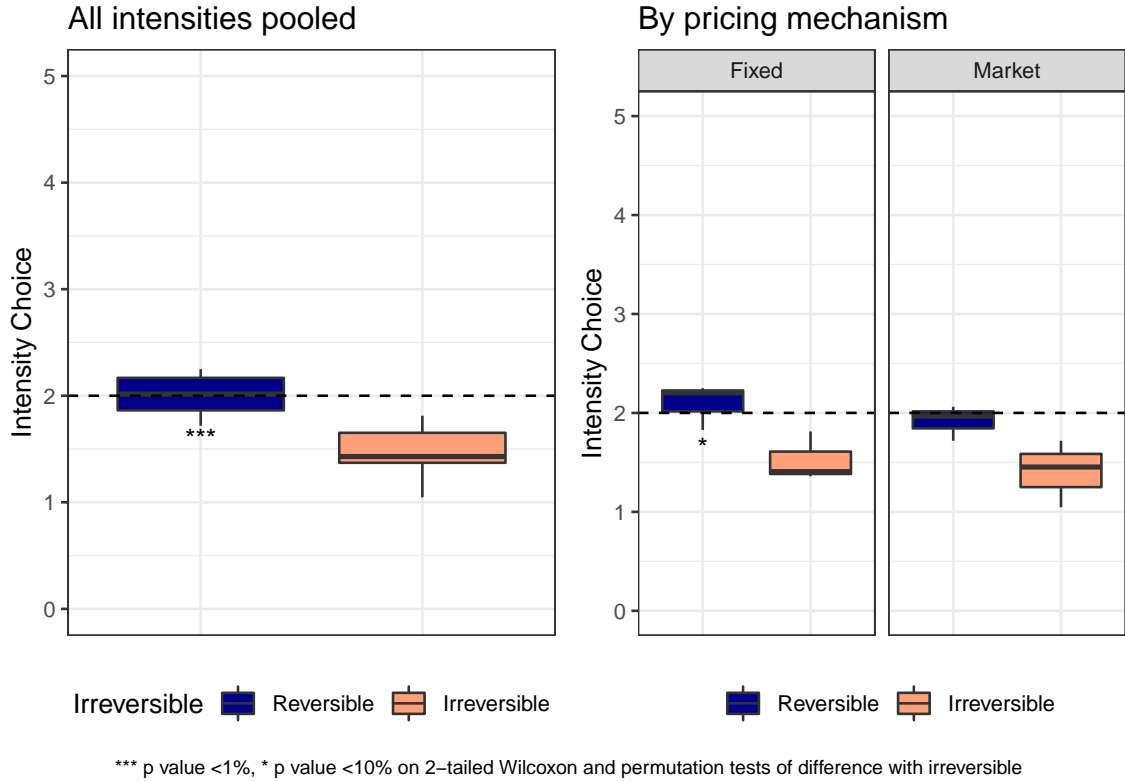 All intensities pooled
By pricing mechanism
Fixed
Market
Intensity Choice
5
4
3
2
1
0
***
Intensity Choice
5
4
3
2
1
0
*
Irreversible Reversible Irreversible
Reversible Irreversible
*** p value <1%, * p value <10% on 2−tailed Wilcoxon and permutation tests of difference with irreversible